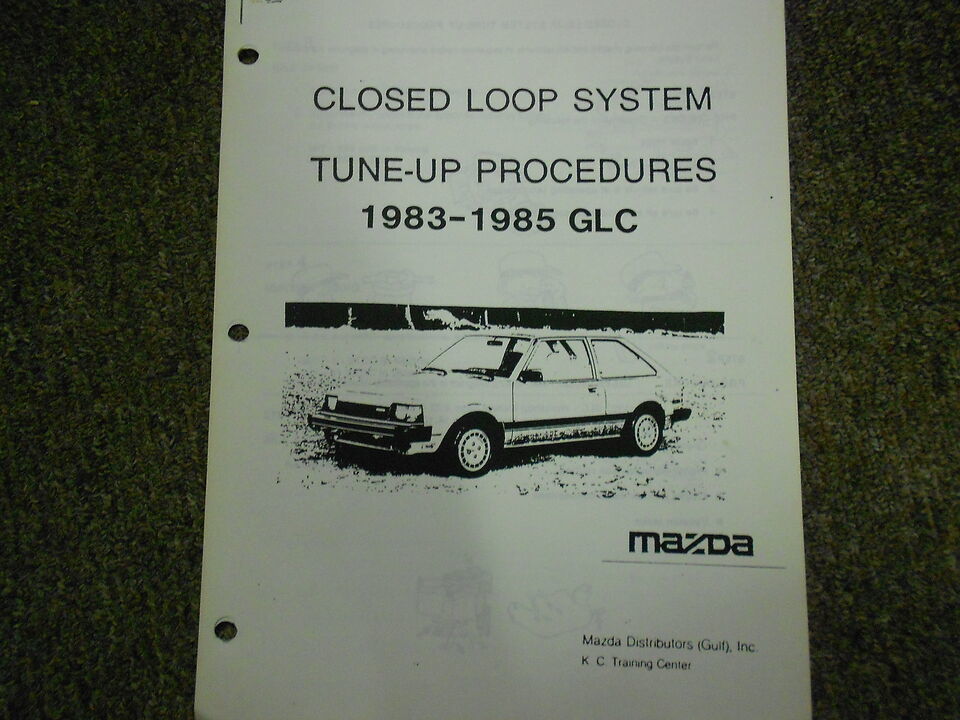 CLOSED LOOP SYSTEM
TUNE-UP PROCEDURES
1983-1985 GLC
mazda
Mazda Distributors (Gulf), Inc.
K C Training Center